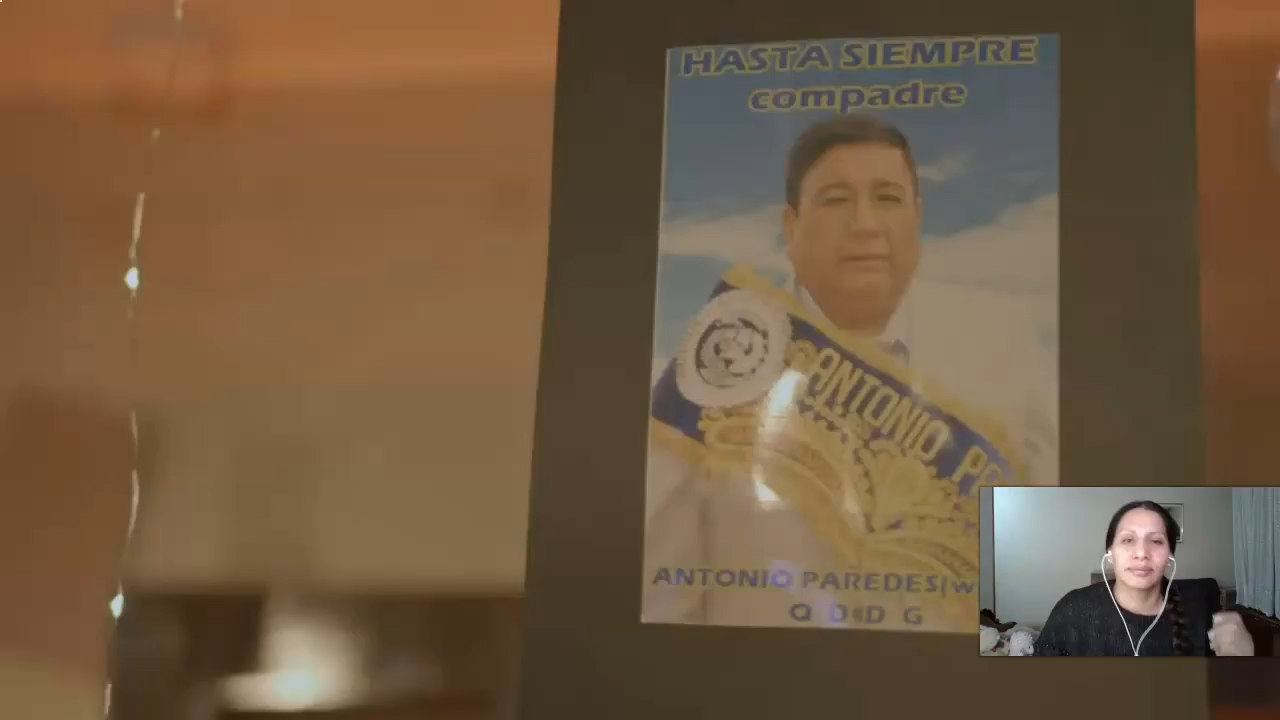 HASTA SIEMPRE
compadre
ANTONIO
ANTONIO PAREDES(w
Q D D G